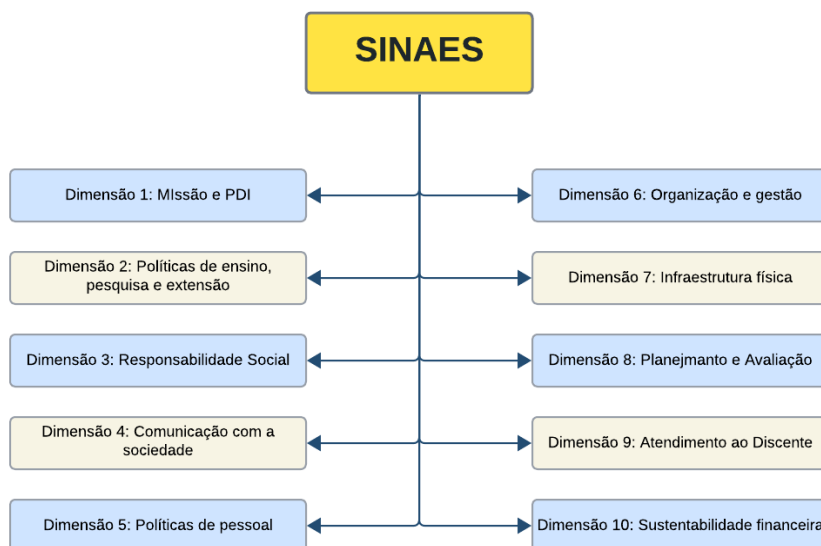 SINAES
Dimensão 1: MIssão e PDI
Dimensão 2: Políticas de ensino,
pesquisa e extensão
Dimensão 3: Responsabilidade Social
Dimensão 4: Comunicação com a
sociedade
Dimensão 5: Políticas de pessoal
Dimensão 6: Organização e gestão
Dimensão 7: Infraestrutura física
Dimensão 8: Planejmanto e Avaliação
Dimensão 9: Atendimento ao Discente
Dimensão 10: Sustentabilidade financeira